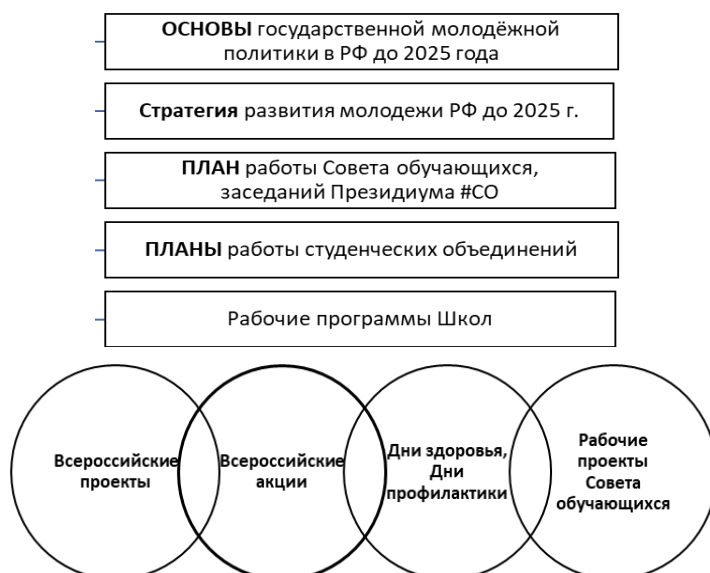 ОСНОВЫ государственной молодёжной
политики в РФ до 2025 года
Стратегия развития молодежи РФ до 2025 г.
ПЛАН работы Совета обучающихся,
заседаний Президиума #СО
ПЛАНЫ работы студенческих объединений
Рабочие программы Школ
Всероссийские
проекты
Всероссийские
акции
Дни здоровья,
Дни
профилактики
Рабочие
проекты
Совета
обучающихся